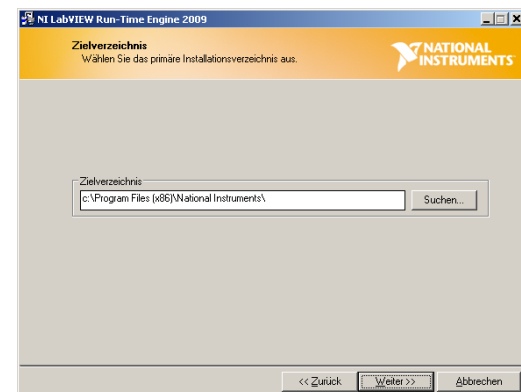 NI LabVIEW Run-Time Engine 2009
Zielverzeichnis
Wählen Sie das primäre Installationsverzeichnis aus.
NATIONAL
INSTRUMENTS
Zielverzeichnis
c:\Program Files (x86)\National Instruments\
Suchen...
<< Zurück
Weiter >>
Abbrechen